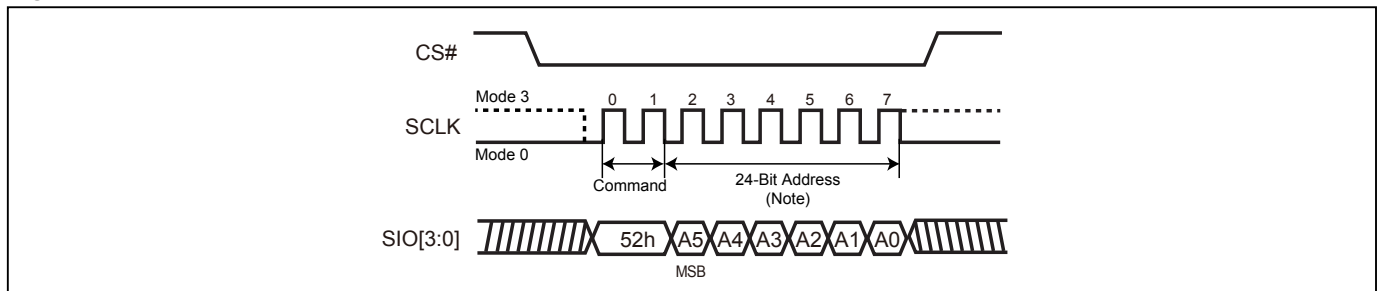 CS#
Mode 3
0 1 2 3 4 5 6 7
SCLK
Mode 0
Command
24-Bit Address
(Note)
SIO[3:0]
52h A5 A4 A3 A2 A1 A0
MSB